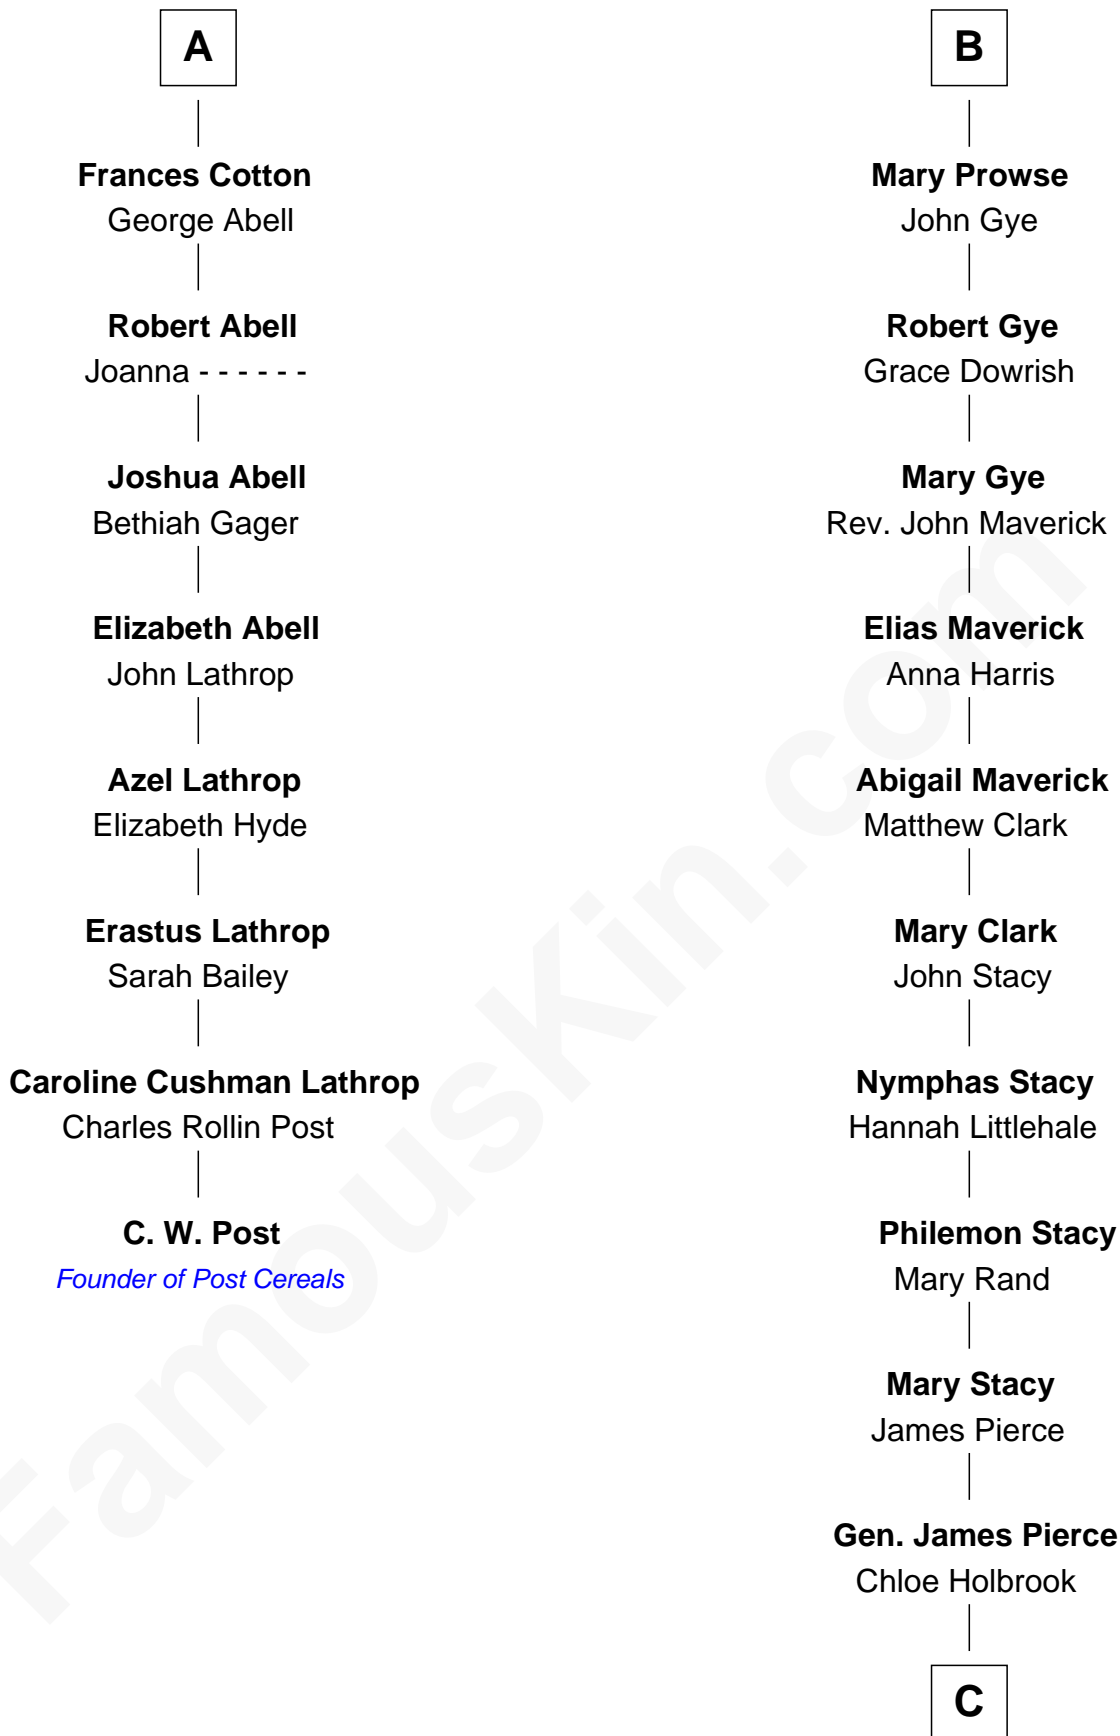 A
Frances Cotton
George Abell
Robert Abell
Joanna - - - - - -
Joshua Abell
Bethiah Gager
Elizabeth Abell
John Lathrop
Azel Lathrop
Elizabeth Hyde
Erastus Lathrop
Sarah Bailey
Caroline Cushman Lathrop
Charles Rollin Post
C. W. Post
Founder of Post Cereals
B
Mary Prowse
John Gye
Robert Gye
Grace Dowrish
Mary Gye
Rev. John Maverick
Elias Maverick
Anna Harris
Abigail Maverick
Matthew Clark
Mary Clark
John Stacy
Nymphas Stacy
Hannah Littlehale
Philemon Stacy
Mary Rand
Mary Stacy
James Pierce
Gen. James Pierce
Chloe Holbrook
C
FamousKin.com